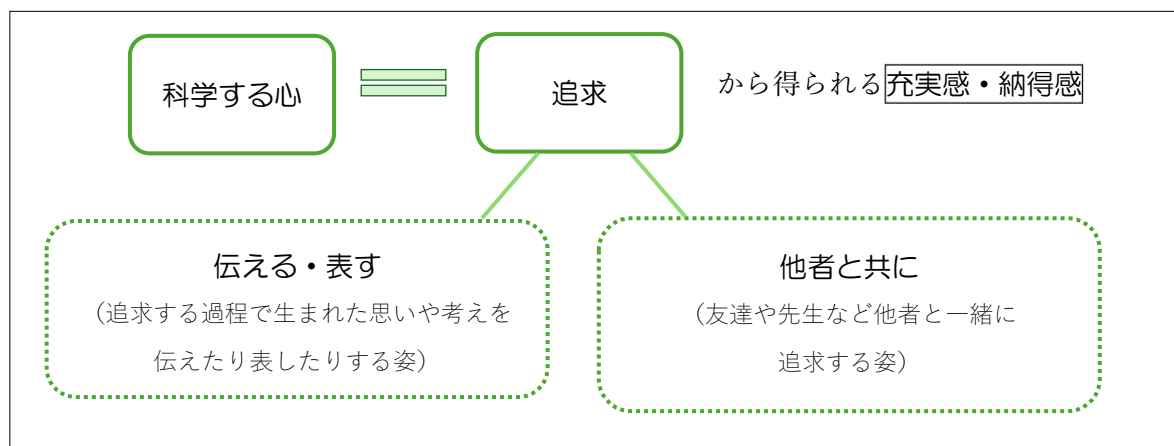 科学する心
追求
から得られる充実感・納得感
伝える・表す
（追求する過程で生まれた思いや考えを
伝えたり表したりする姿）
他者と共に
（友達や先生など他者と一緒に
追求する姿）